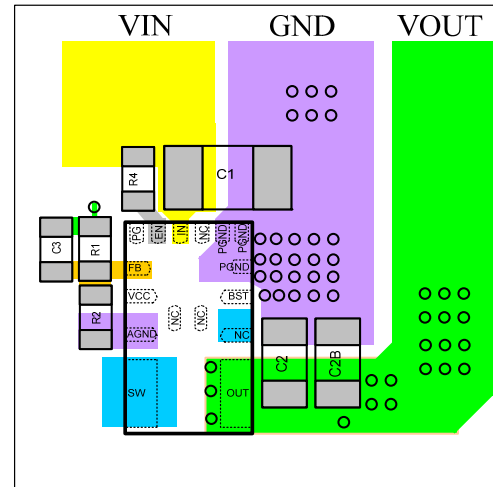 VIN GND VOUT
R4
C1
C3
R1
PG
EN
IN
NC
PGND
PGND
FB
PGND
R2
VCC
NC
NC
BST
AGND
NC
SW
OUT
C2
C2B